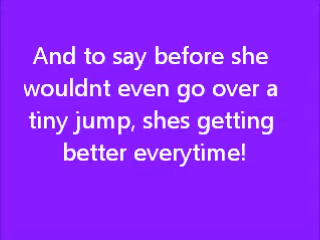 And to say before she
wouldnt even go over a
tiny jump, shes getting
better everytime!